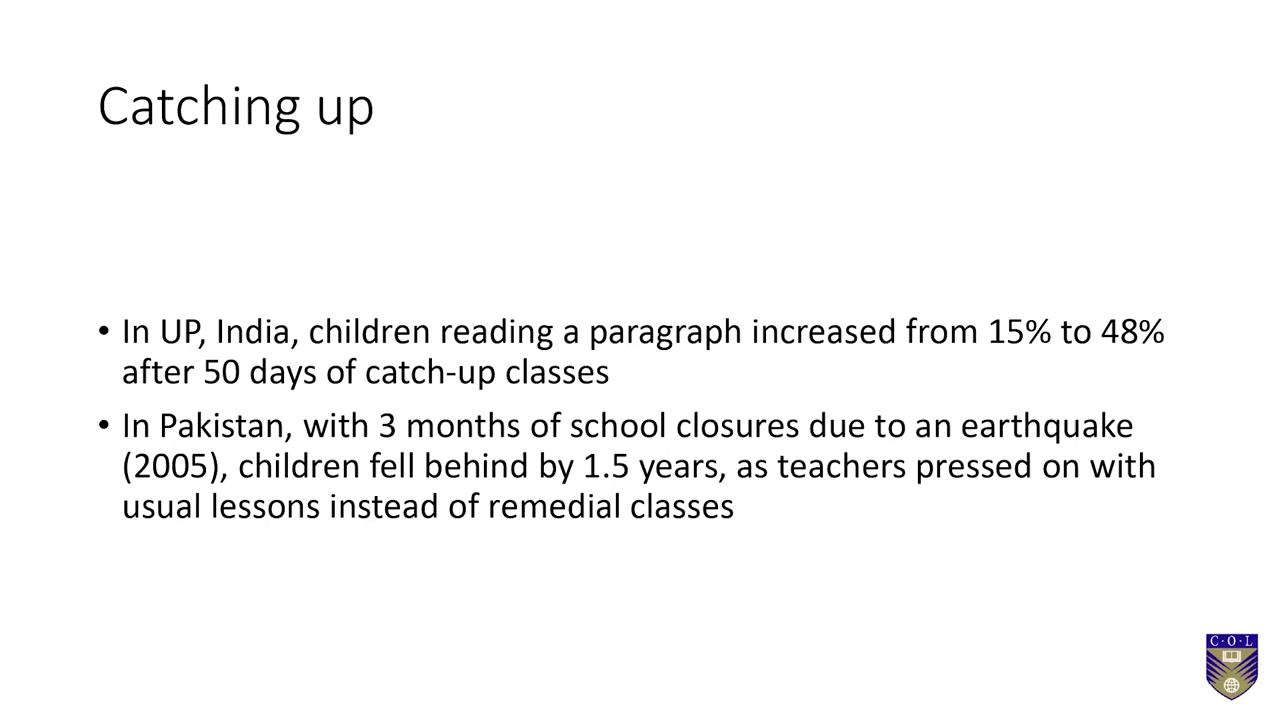 Catching up
• In UP, India, children reading a paragraph increased from 15% to 48%
after 50 days of catch-up classes
• In Pakistan, with 3 months of school closures due to an earthquake
(2005), children fell behind by 1.5 years, as teachers pressed on with
usual lessons instead of remedial classes
C·O·L